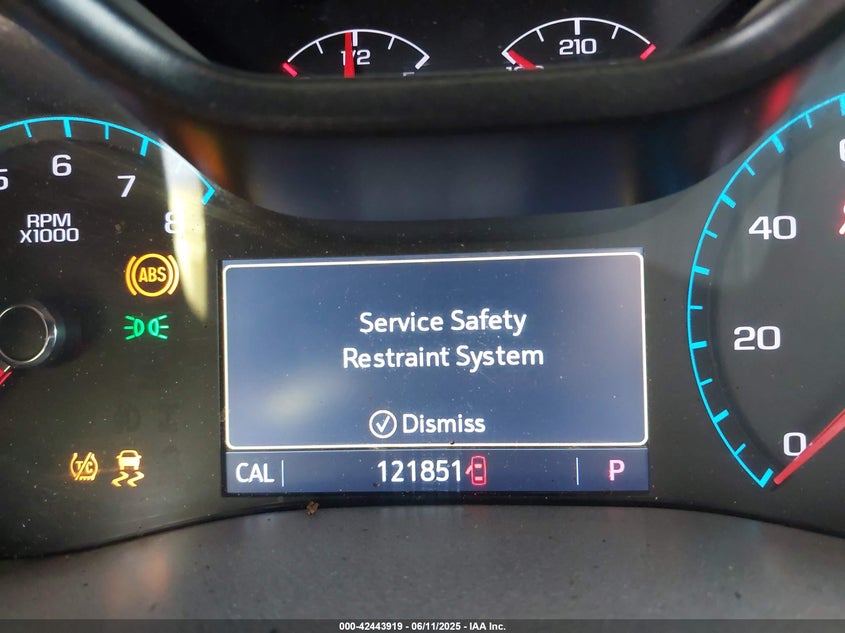 1/2
210
5
6
7
8
RPM
X1000
ABS
40
20
0
Service Safety
Restraint System
Dismiss
T/C
CAL
121851
P
000-42443919 - 06/11/2025 - IAA Inc.